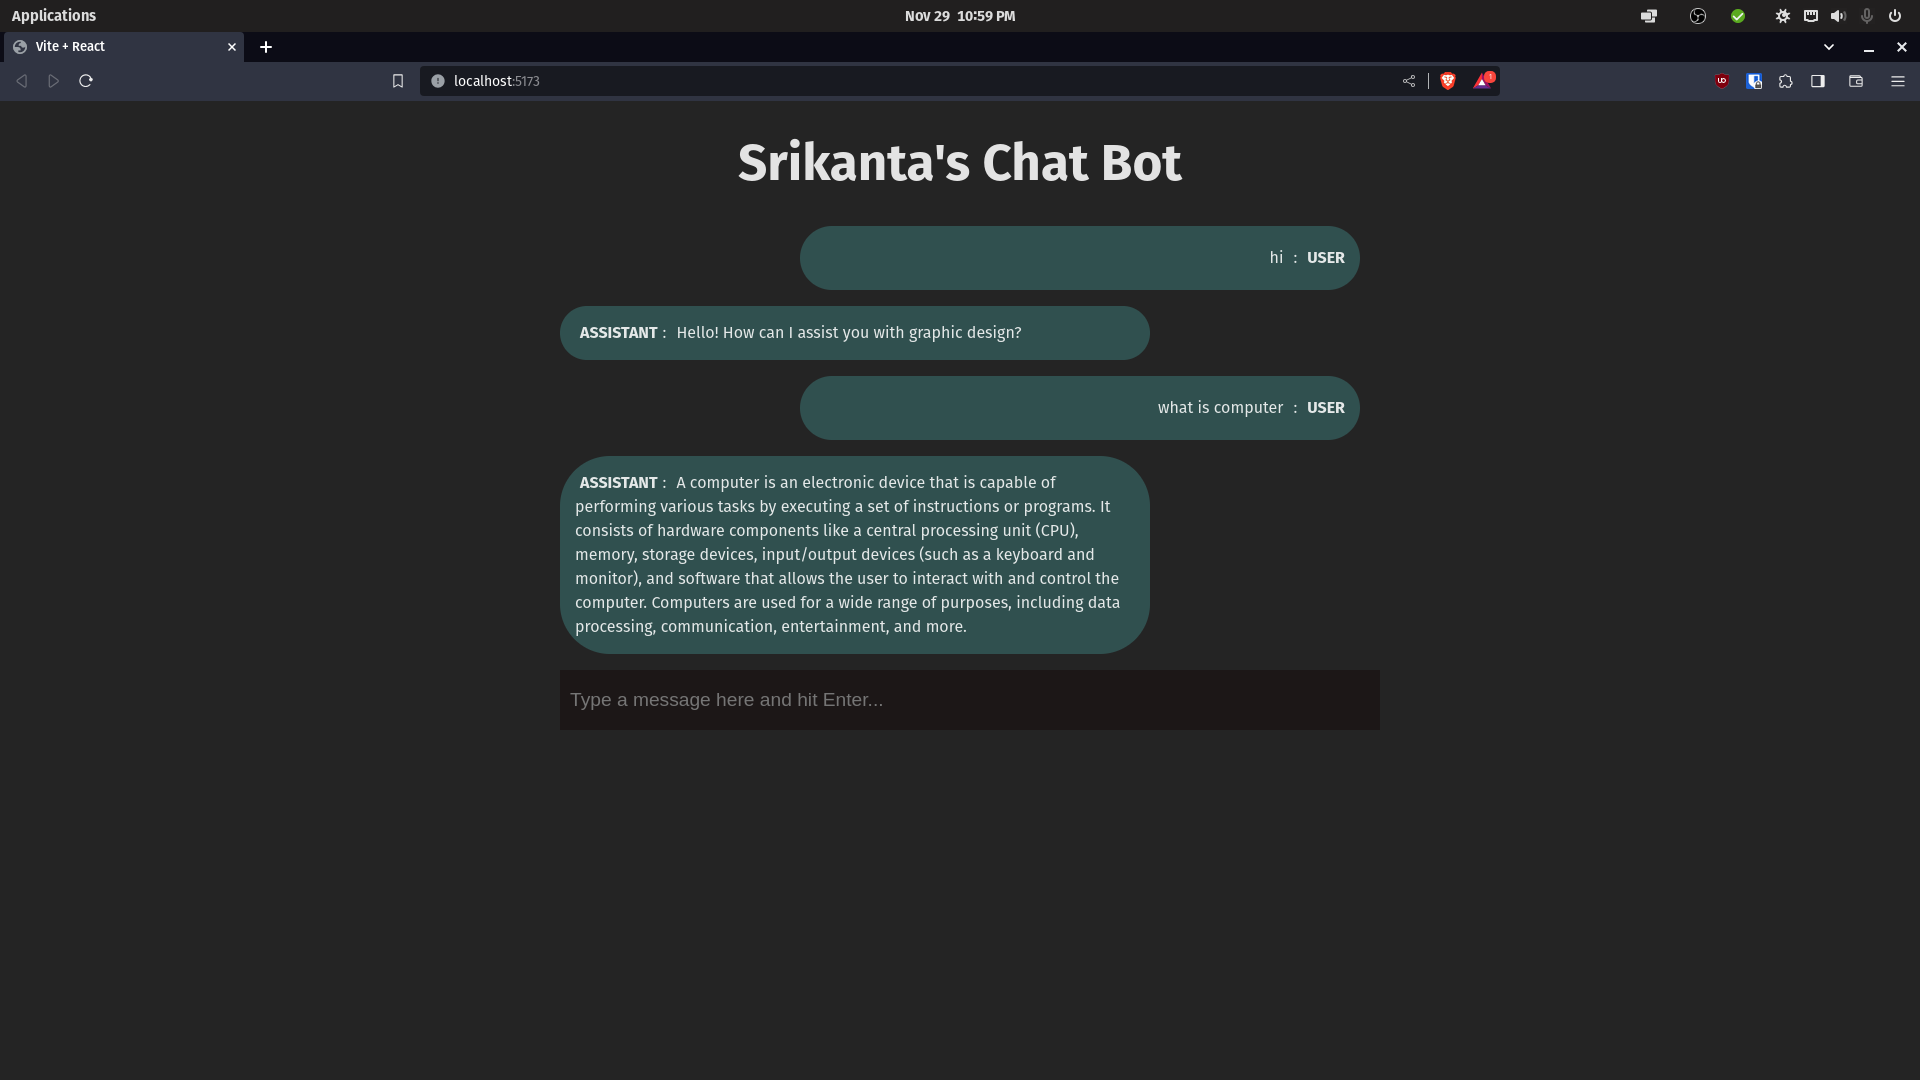 Applications
Nov 29 10:59 PM
Vite + React
localhost:5173
1
Srikanta's Chat Bot
hi : USER
ASSISTANT : Hello! How can I assist you with graphic design?
what is computer : USER
ASSISTANT : A computer is an electronic device that is capable of
performing various tasks by executing a set of instructions or programs. It
consists of hardware components like a central processing unit (CPU),
memory, storage devices, input/output devices (such as a keyboard and
monitor), and software that allows the user to interact with and control the
computer. Computers are used for a wide range of purposes, including data
processing, communication, entertainment, and more.
Type a message here and hit Enter...